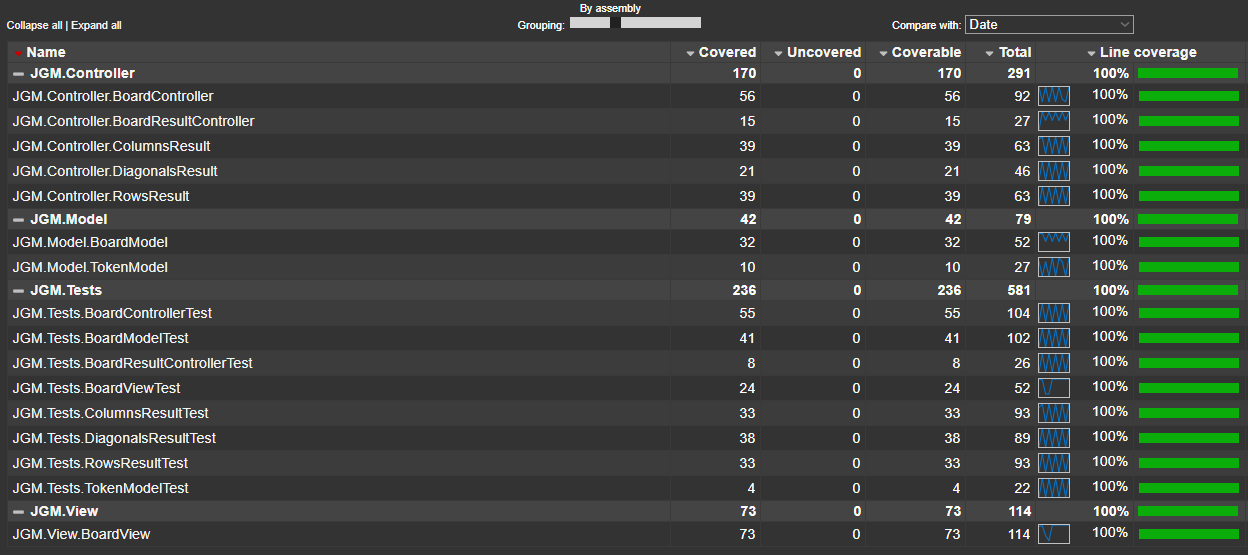 By assembly
Collapse all | Expand all Grouping: Compare with: Date
Name Covered Uncovered Coverable Total Line coverage
JGM.Controller 170 0 170 291 100%
JGM.Controller.BoardController 56 0 56 92 100%
JGM.Controller.BoardResultController 15 0 15 27 100%
JGM.Controller.ColumnsResult 39 0 39 63 100%
JGM.Controller.DiagonalsResult 21 0 21 46 100%
JGM.Controller.RowsResult 39 0 39 63 100%
JGM.Model 42 0 42 79 100%
JGM.Model.BoardModel 32 0 32 52 100%
JGM.Model.TokenModel 10 0 10 27 100%
JGM.Tests 236 0 236 581 100%
JGM.Tests.BoardControllerTest 55 0 55 104 100%
JGM.Tests.BoardModelTest 41 0 41 102 100%
JGM.Tests.BoardResultControllerTest 8 0 8 26 100%
JGM.Tests.BoardViewTest 24 0 24 52 100%
JGM.Tests.ColumnsResultTest 33 0 33 93 100%
JGM.Tests.DiagonalsResultTest 38 0 38 89 100%
JGM.Tests.RowsResultTest 33 0 33 93 100%
JGM.Tests.TokenModelTest 4 0 4 22 100%
JGM.View 73 0 73 114 100%
JGM.View.BoardView 73 0 73 114 100%